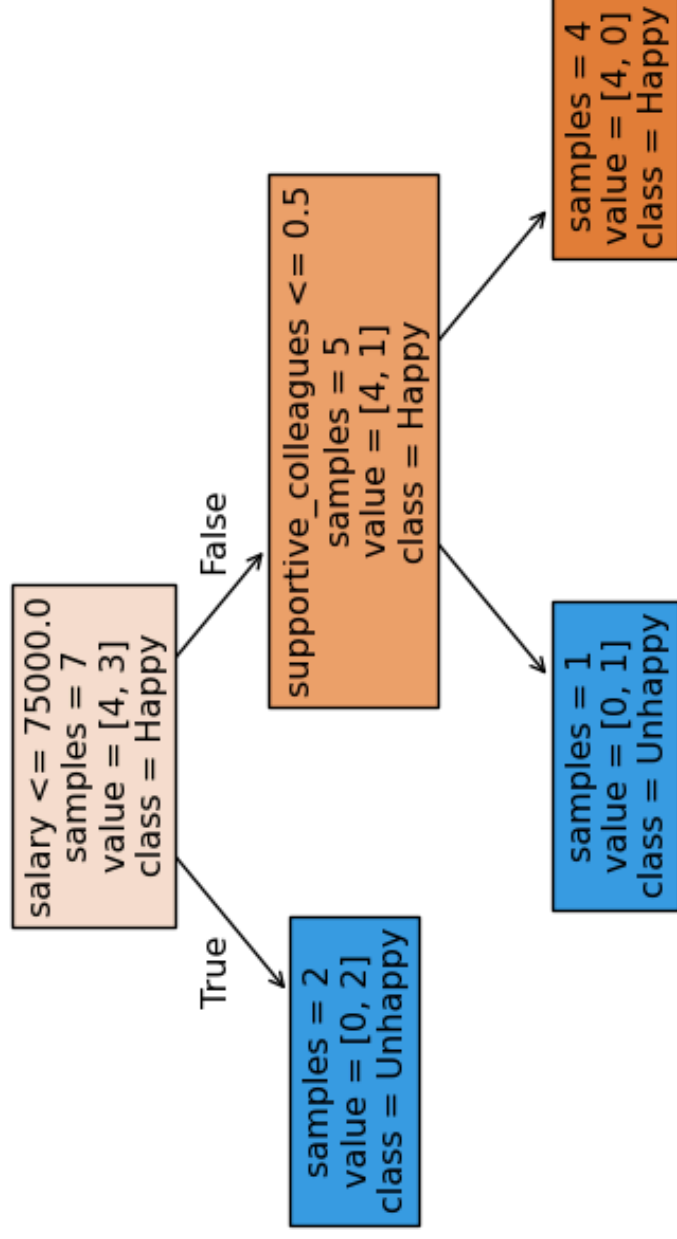 salary <= 75000.0
samples = 7
value = [4, 3]
class = Happy
True
False
samples = 2
value = [0, 2]
class = Unhappy
supportive_colleagues <= 0.5
samples = 5
value = [4, 1]
class = Happy
samples = 1
value = [0, 1]
class = Unhappy
samples = 4
value = [4, 0]
class = Happy